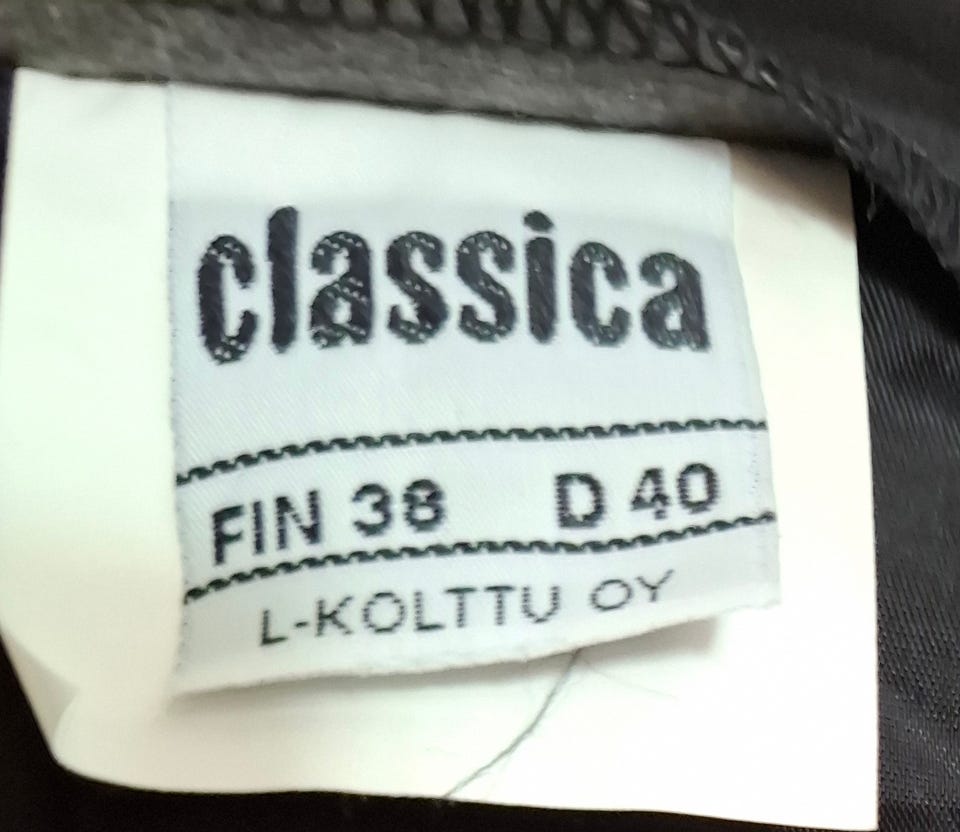 classica
FIN 38 D 40
L-KOLTTU OY